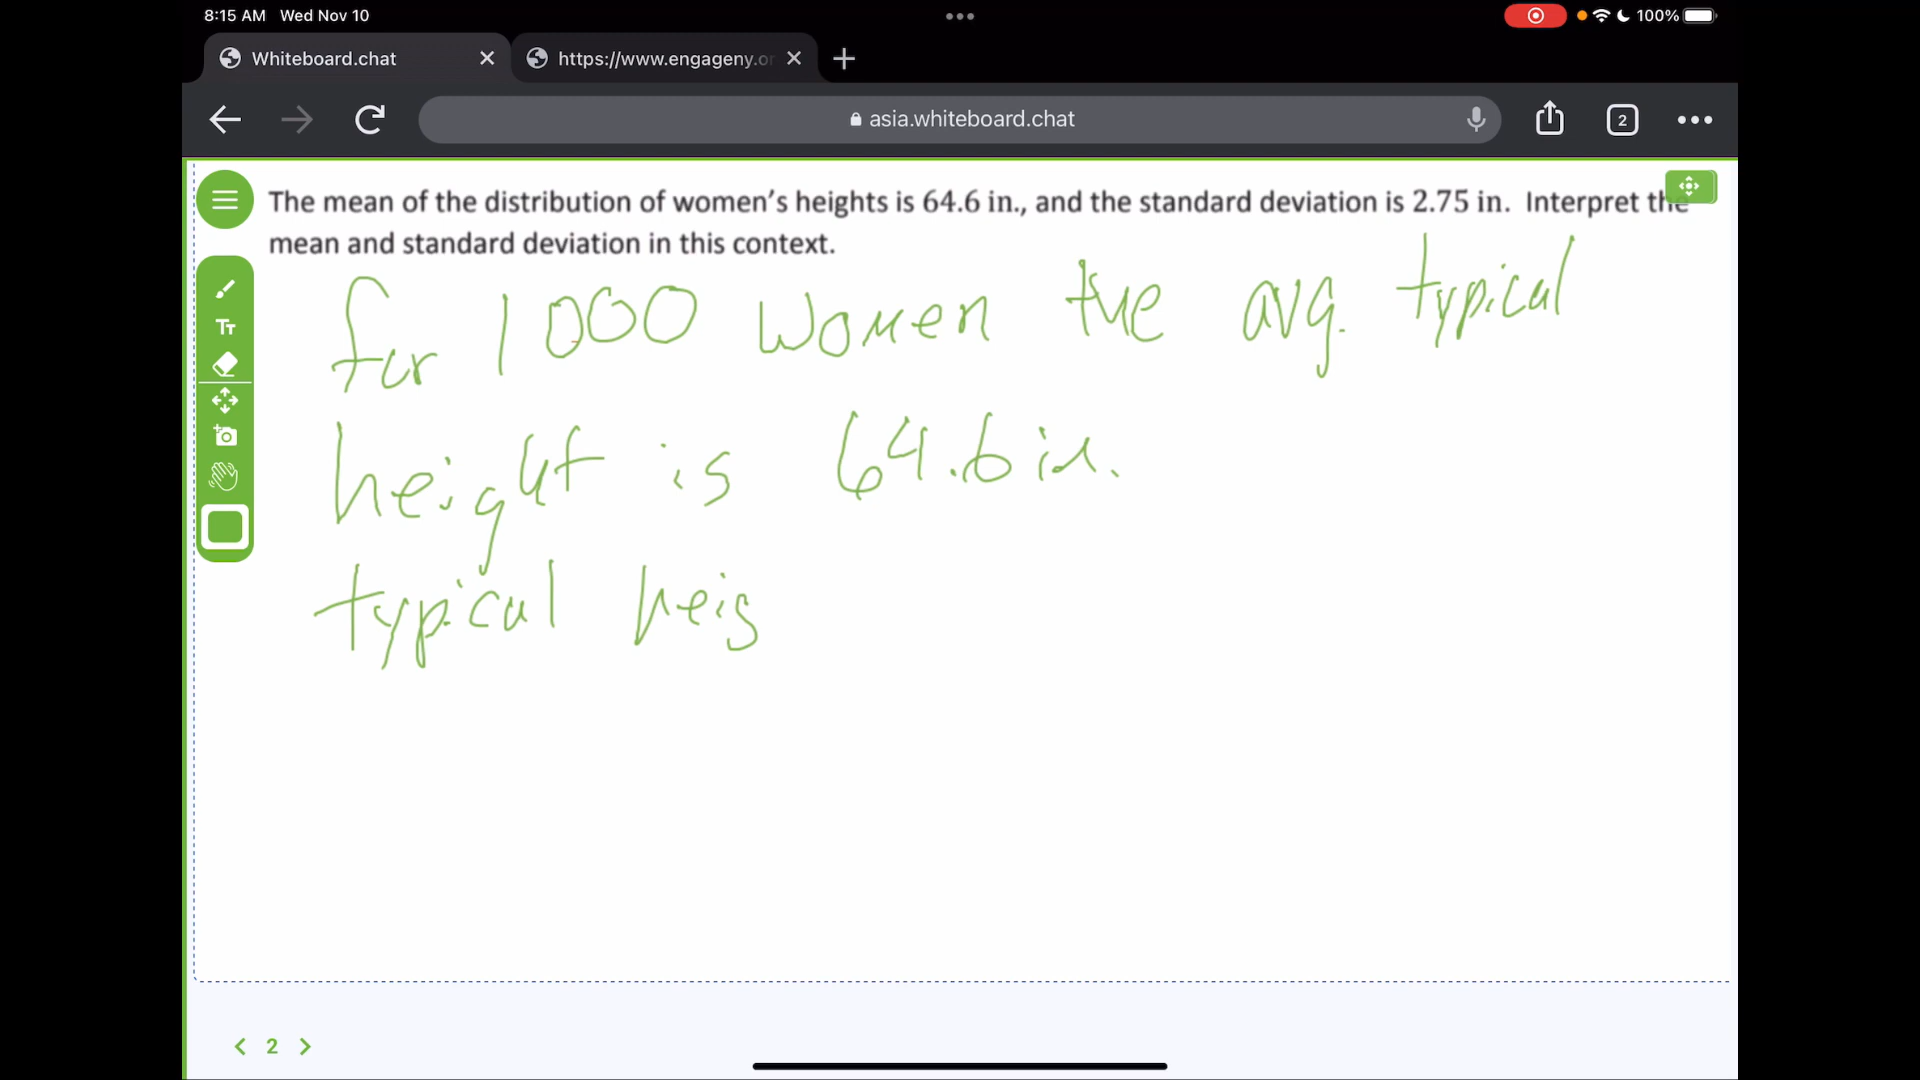 8:15 AM Wed Nov 10
100%
Whiteboard.chat
https://www.engageny.or
asia.whiteboard.chat
2
The mean of the distribution of women's heights is 64.6 in., and the standard deviation is 2.75 in. Interpret the
mean and standard deviation in this context.
Tt
for 1000 women the avg. typical
height is 64.6 in.
typical heig
2